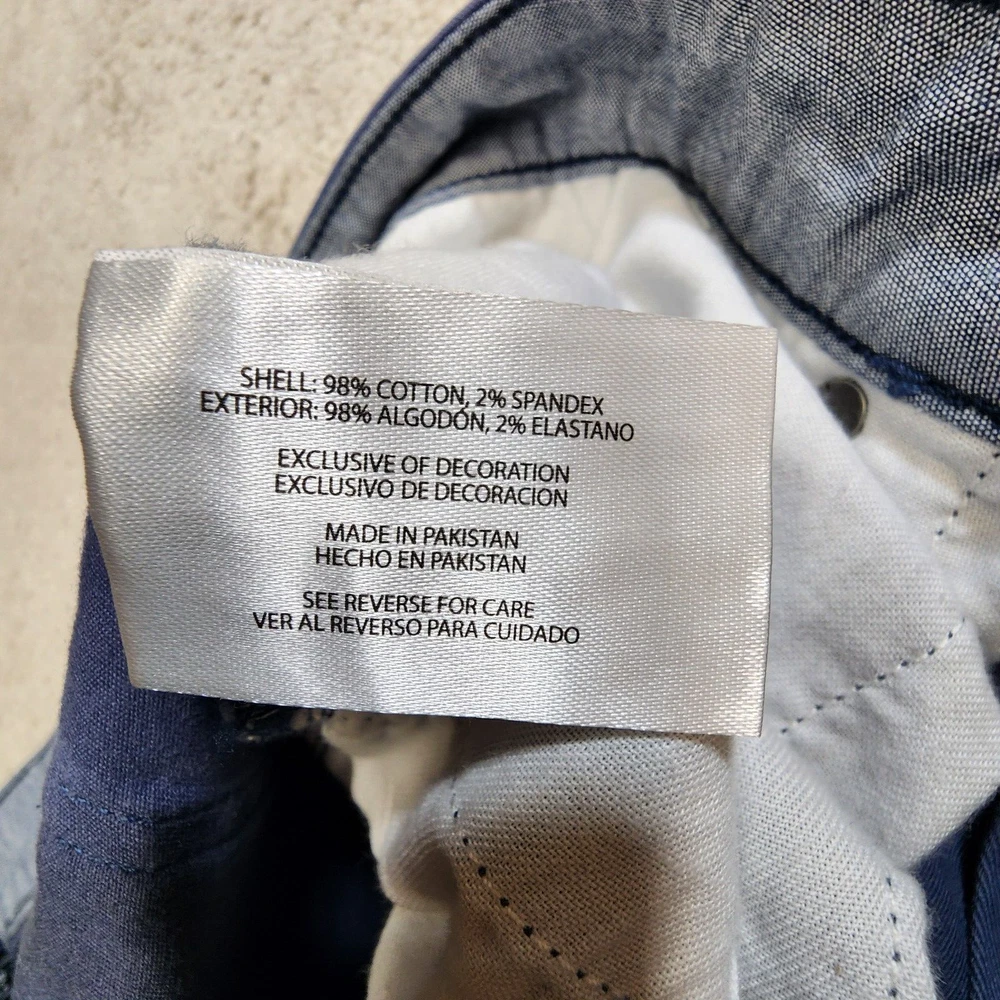 SHELL: 98% COTTON, 2% SPANDEX
EXTERIOR: 98% ALGODÓN, 2% ELASTANO
EXCLUSIVE OF DECORATION
EXCLUSIVO DE DECORACION
MADE IN PAKISTAN
HECHO EN PAKISTAN
SEE REVERSE FOR CARE
VER AL REVERSO PARA CUIDADO